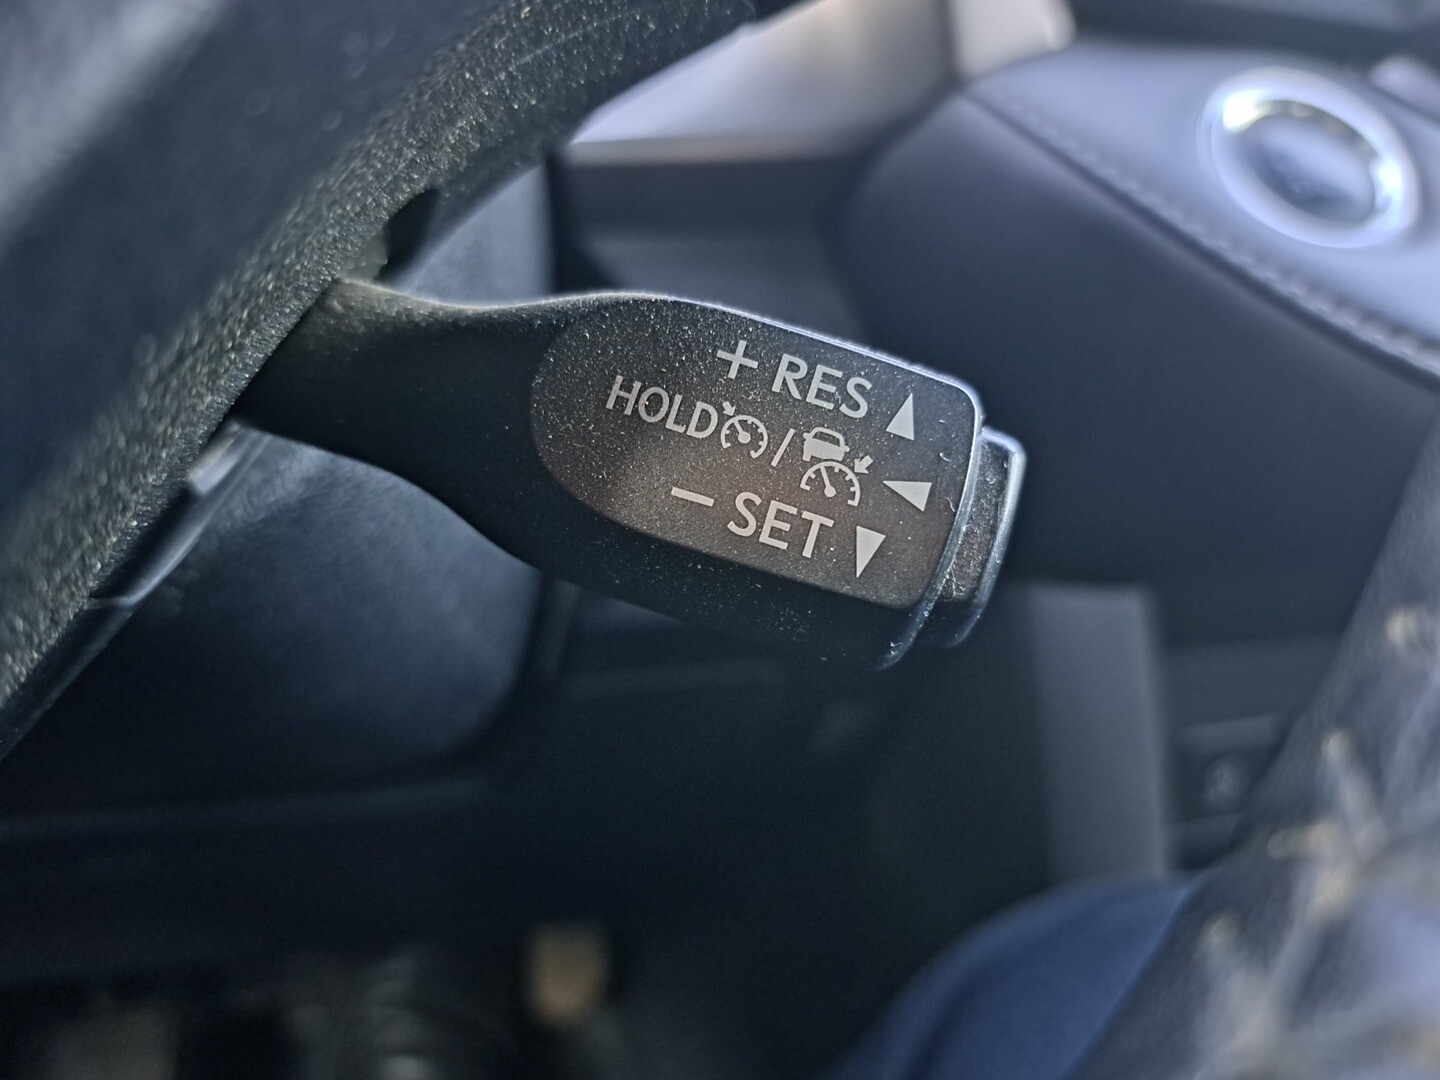 + RES
HOLD /
− SET